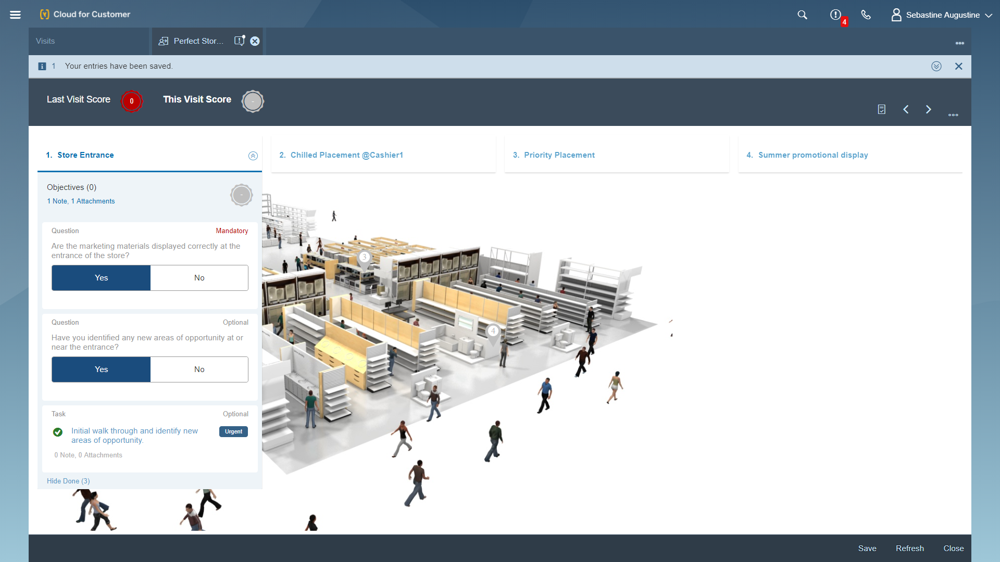 Cloud for Customer
4
Sebastine Augustine
Visits
Perfect Stor...
1 Your entries have been saved.
Last Visit Score 0 This Visit Score -
1. Store Entrance
2. Chilled Placement @Cashier1
3. Priority Placement
4. Summer promotional display
Objectives (0)
-
1 Note, 1 Attachments
Question Mandatory
Are the marketing materials displayed correctly at the
entrance of the store?
Yes No
Question Optional
Have you identified any new areas of opportunity at or
near the entrance?
Yes No
Task Optional
Initial walk through and identify new
areas of opportunity.
Urgent
0 Note, 0 Attachments
Hide Done (3)
3
4
Save Refresh Close